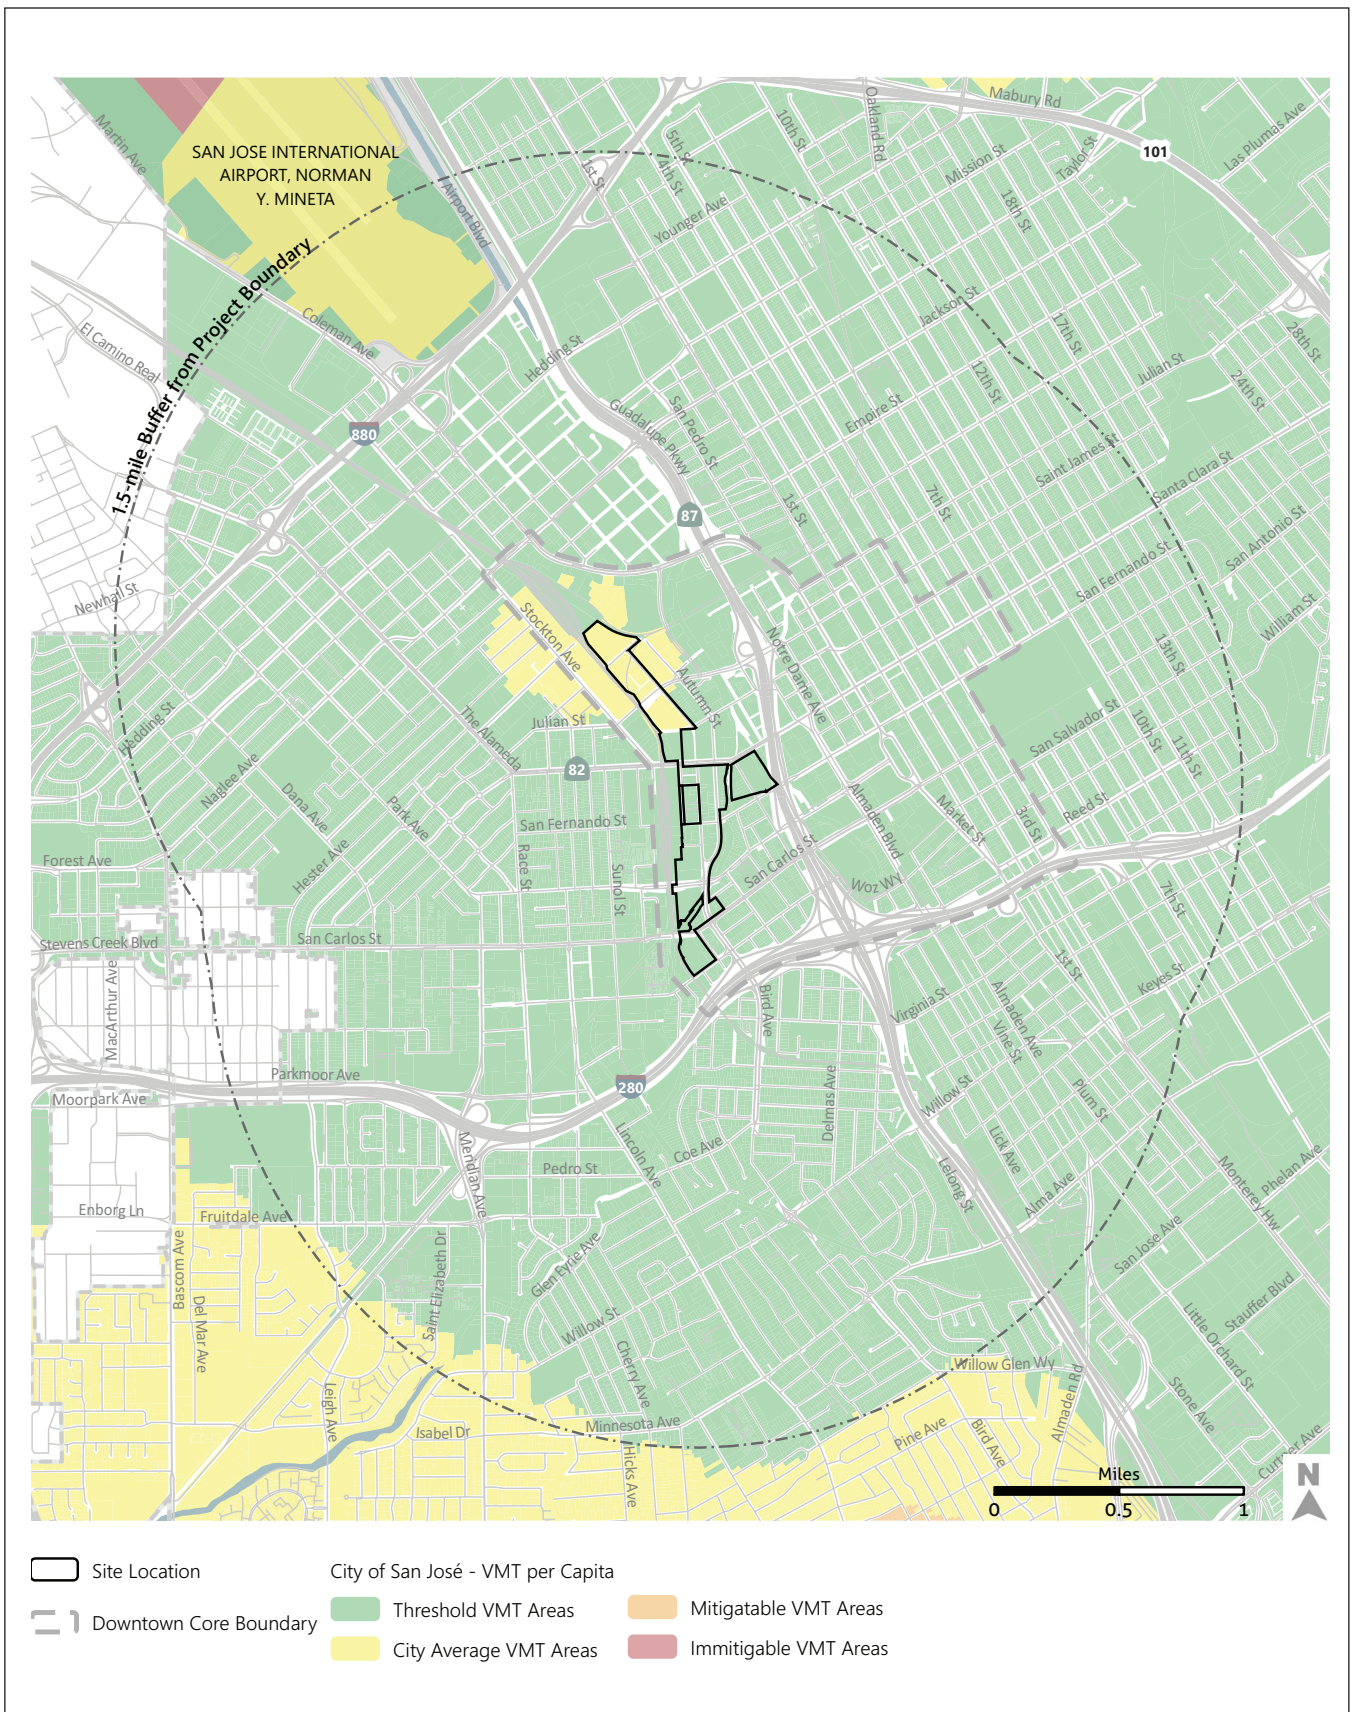 Mabury Rd
Oakland Rd
10th St
5th St
4th St
1st St
Las Plumas Ave
101
Taylor St
Mission St
18th St
Martin Ave
SAN JOSE INTERNATIONAL
AIRPORT, NORMAN
Y. MINETA
Airport Blvd
Younger Ave
1.5-mile Buffer from Project Boundary
Coleman Ave
El Camino Real
Hedding St
Jackson St
17th St
28th St
Julian St
24th St
12th St
Empire St
Guadalupe Pkwy
San Pedro St
880
Saint James St
Santa Clara St
7th St
1st St
87
San Antonio St
San Fernando St
William St
Newhall St
Stockton Ave
Notre Dame Ave
13th St
Autumn St
Julian St
The Alameda
Hedding St
San Salvador St
10th St
11th St
82
Naglee Ave
Dana Ave
Park Ave
Almaden Blvd
Market St
3rd St
Reed St
San Fernando St
Hester Ave
Race St
Sunol St
San Carlos St
Woz Wy
7th St
Forest Ave
Stevens Creek Blvd
San Carlos St
1st St
Keyes St
MacArthur Ave
Bird Ave
Virginia St
Almaden Ave
Vine St
Parkmoor Ave
280
Moorpark Ave
Willow St
Plum St
Delmas Ave
Lincoln Ave
Coe Ave
Meridian Ave
Pedro St
Lick Ave
Lelong St
Alma Ave
Monterey Hw
Phelan Ave
Enborg Ln
Fruitdale Ave
Bascom Ave
Saint Elizabeth Dr
Glen Eyrie Ave
San Jose Ave
Del Mar Ave
Willow St
Cherry Ave
Little Orchard St
Stauffer Blvd
Willow Glen Wy
Leigh Ave
Isabel Dr
Minnesota Ave
Hicks Ave
Pine Ave
Bird Ave
Almaden Rd
Stone Ave
Curtner Ave
Miles
0 0.5 1
N
Site Location
Downtown Core Boundary
City of San José - VMT per Capita
Threshold VMT Areas
City Average VMT Areas
Mitigatable VMT Areas
Immitigable VMT Areas